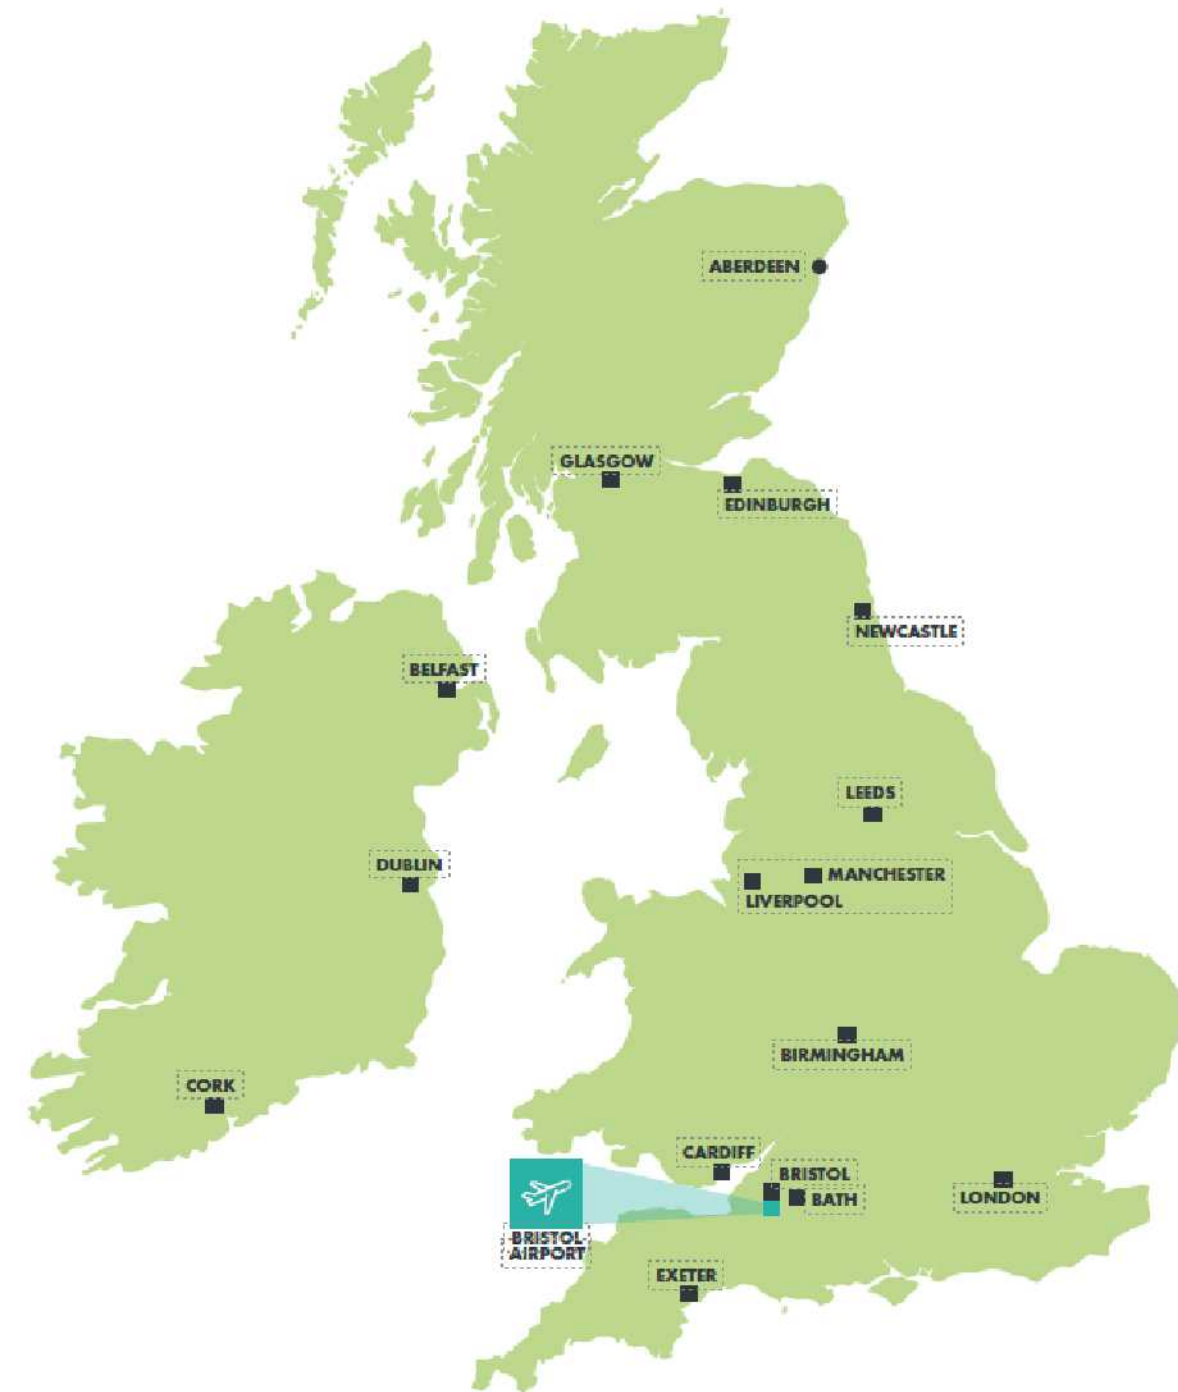 ABERDEEN
GLASGOW
EDINBURGH
NEWCASTLE
BELFAST
LEEDS
DUBLIN
MANCHESTER
LIVERPOOL
BIRMINGHAM
CORK
CARDIFF
BRISTOL
BATH
LONDON
BRISTOL
AIRPORT
EXETER